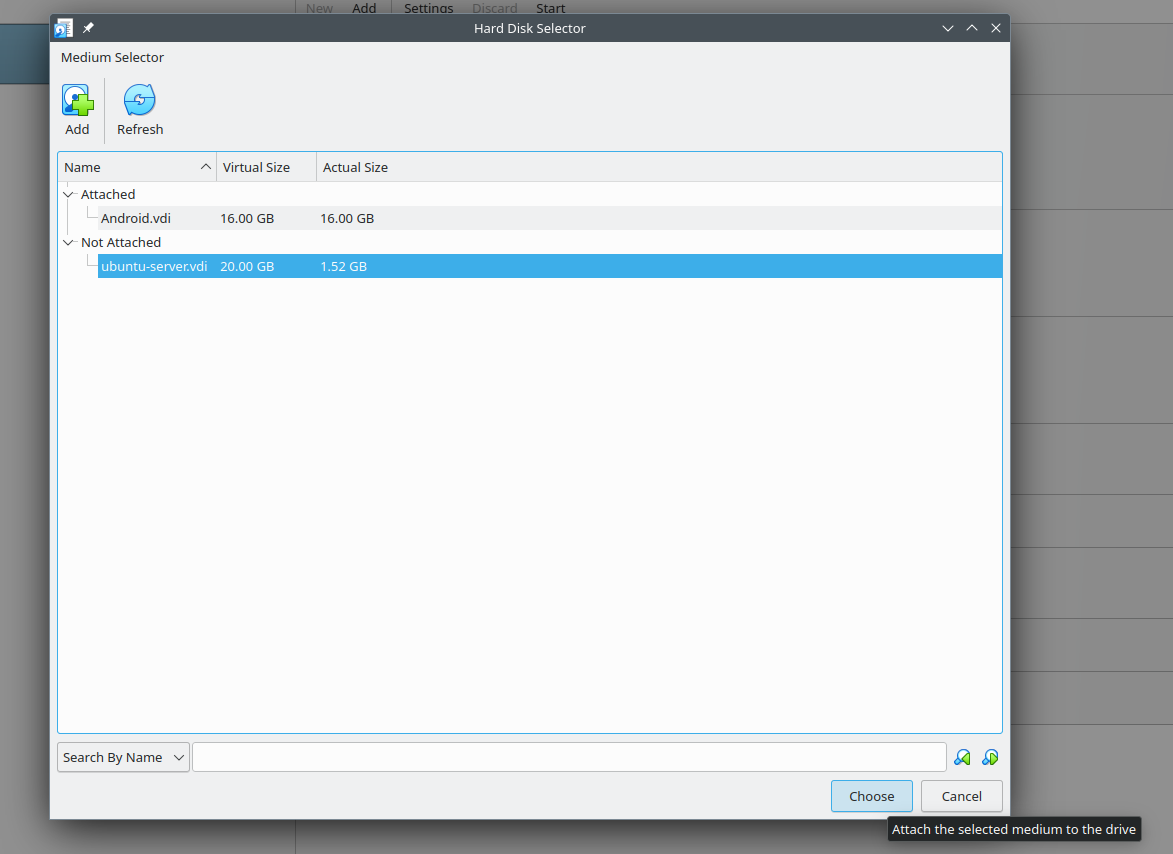 New Add Settings Discard Start
Hard Disk Selector
Medium Selector
Add Refresh
Name Virtual Size Actual Size
Attached
Android.vdi 16.00 GB 16.00 GB
Not Attached
ubuntu-server.vdi 20.00 GB 1.52 GB
Search By Name
Choose Cancel
Attach the selected medium to the drive